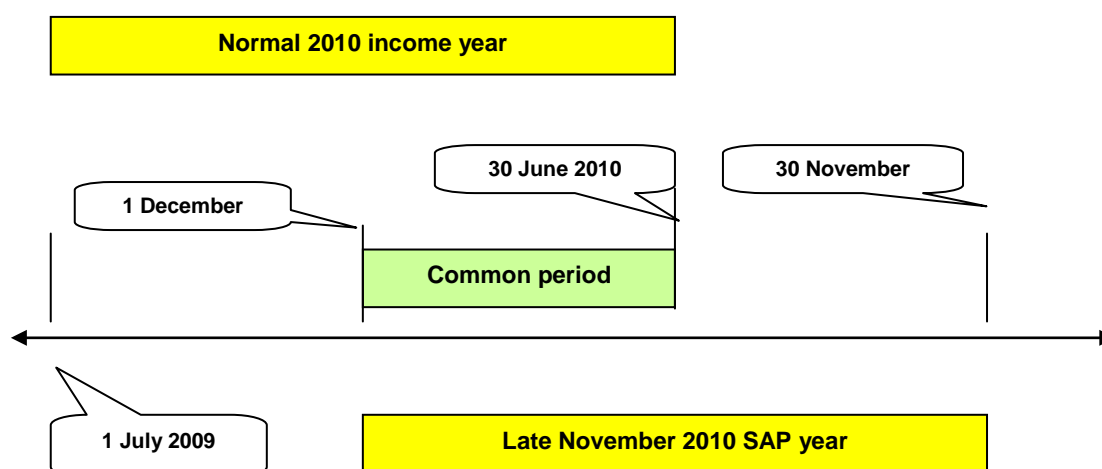 Normal 2010 income year
30 June 2010
30 November
1 December
Common period
1 July 2009
Late November 2010 SAP year